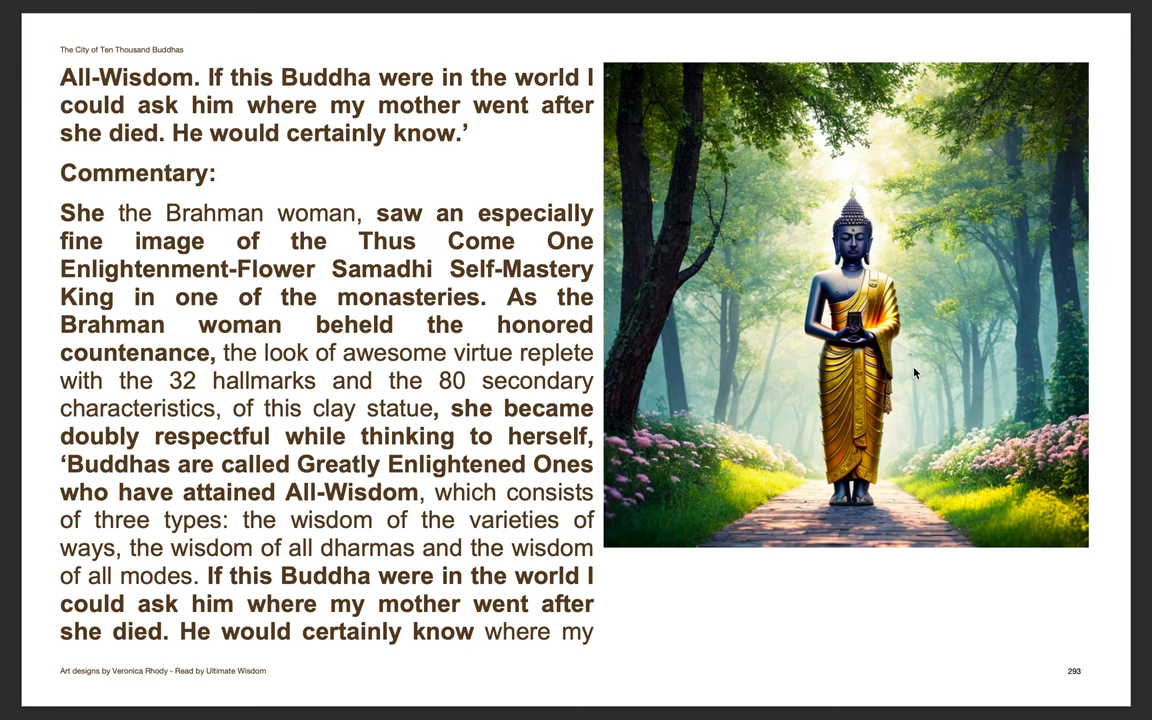 The City of Ten Thousand Buddhas
All-Wisdom. If this Buddha were in the world I
could ask him where my mother went after
she died. He would certainly know.’
Commentary:
She the Brahman woman, saw an especially
fine image of the Thus Come One
Enlightenment-Flower Samadhi Self-Mastery
King in one of the monasteries. As the
Brahman woman beheld the honored
countenance, the look of awesome virtue replete
with the 32 hallmarks and the 80 secondary
characteristics, of this clay statue, she became
doubly respectful while thinking to herself,
‘Buddhas are called Greatly Enlightened Ones
who have attained All-Wisdom, which consists
of three types: the wisdom of the varieties of
ways, the wisdom of all dharmas and the wisdom
of all modes. If this Buddha were in the world I
could ask him where my mother went after
she died. He would certainly know where my
Art designs by Veronica Rhody - Read by Ultimate Wisdom
293